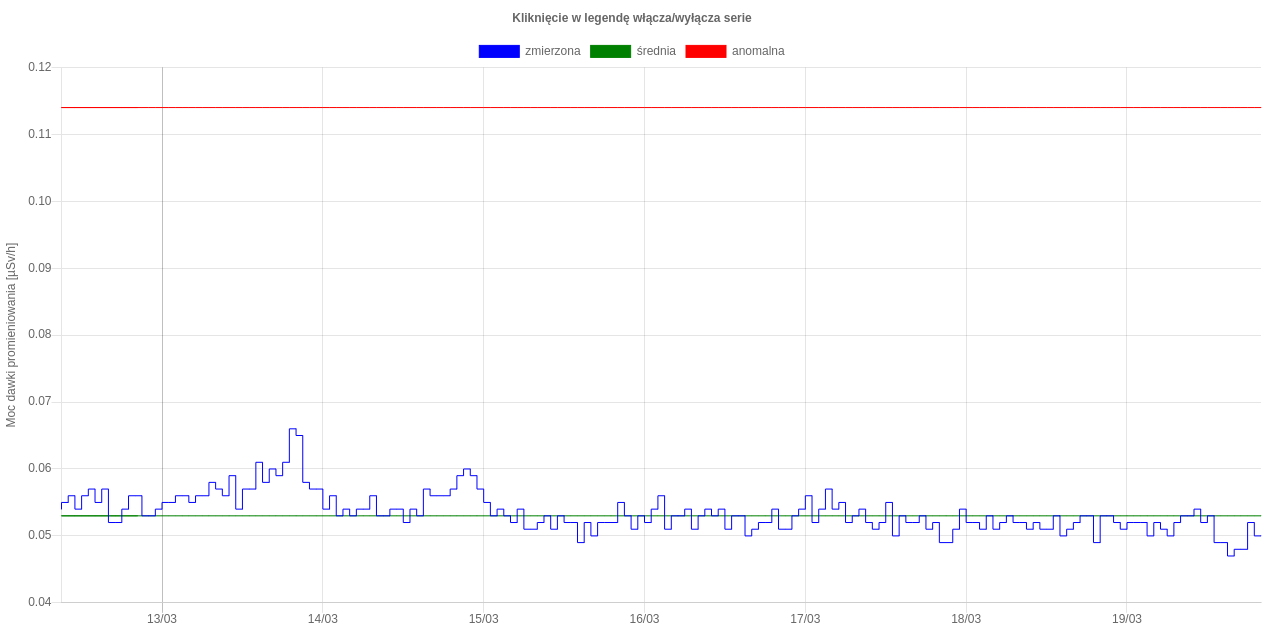 Kliknięcie w legendę włącza/wyłącza serie
zmierzona średnia anomalna
Moc dawki promieniowania [µSv/h]
0.12
0.11
0.10
0.09
0.08
0.07
0.06
0.05
0.04
13/03 14/03 15/03 16/03 17/03 18/03 19/03